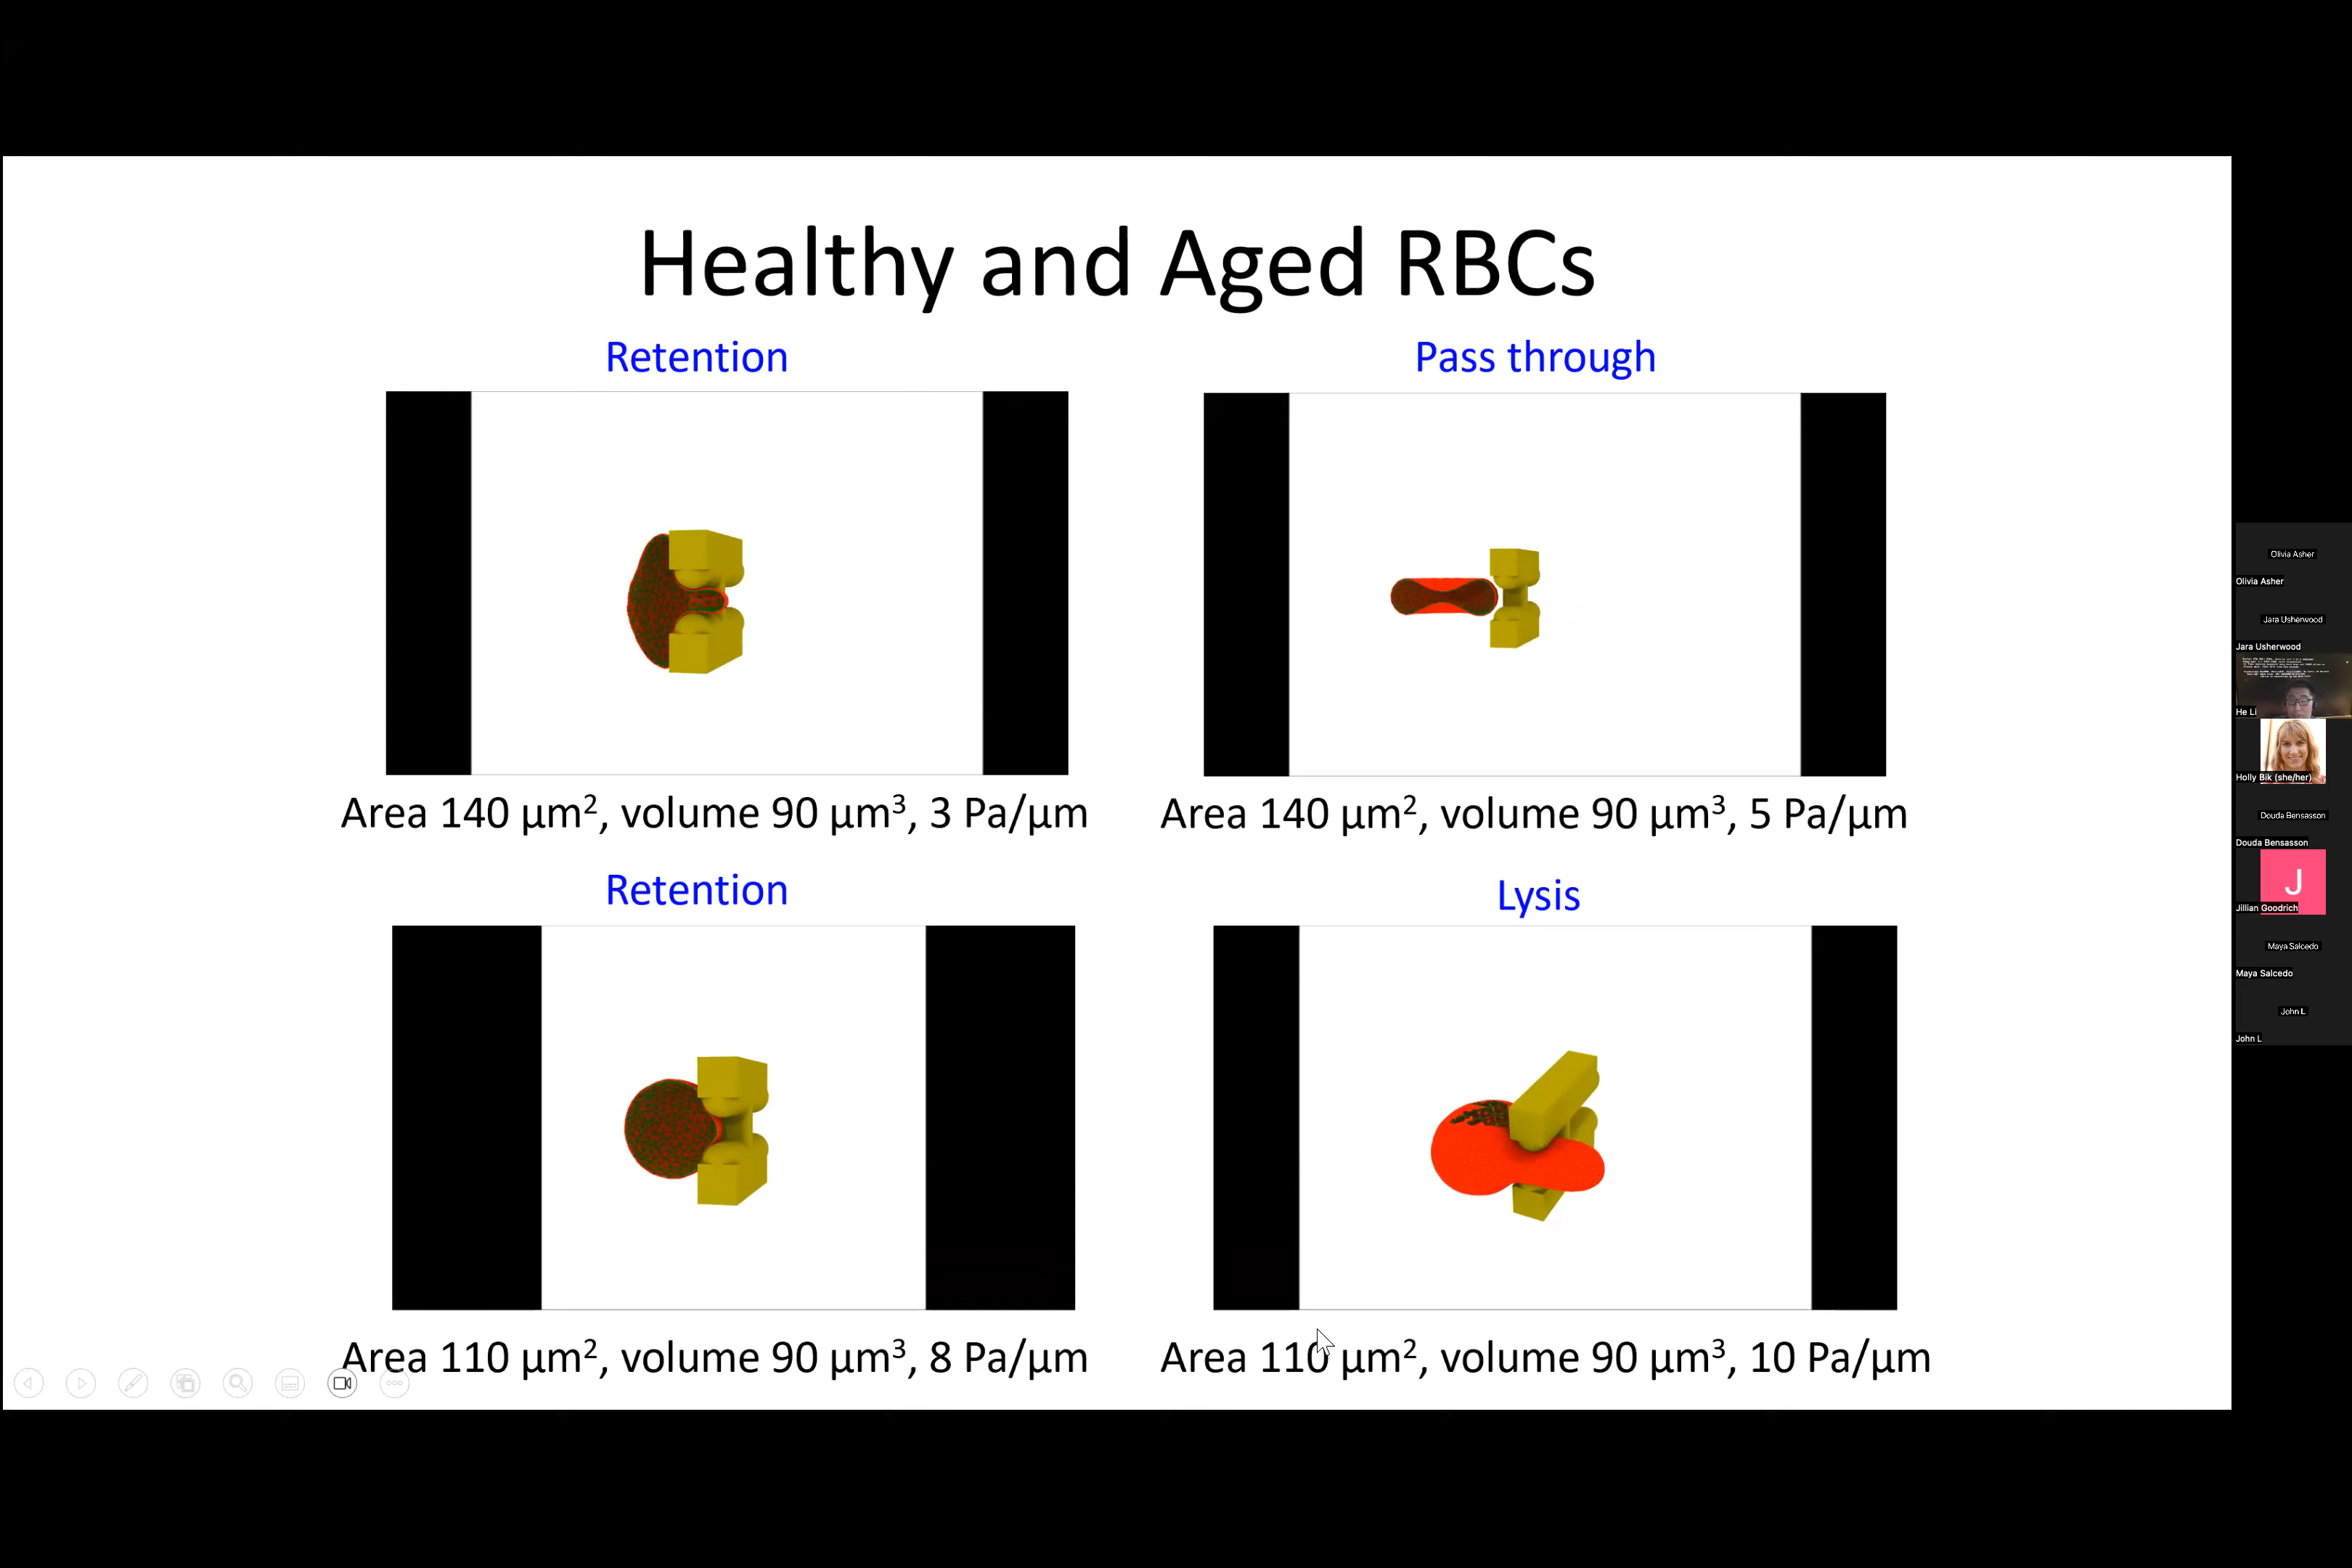 Healthy and Aged RBCs
Retention
Pass through
Area 140 µm², volume 90 µm³, 3 Pa/µm
Area 140 µm², volume 90 µm³, 5 Pa/µm
Retention
Lysis
Area 110 µm², volume 90 µm³, 8 Pa/µm
Area 110 µm², volume 90 µm³, 10 Pa/µm
Olivia Asher
Olivia Asher
Jara Usherwood
Jara Usherwood
He Li
Holly Bik (she/her)
Douda Bensasson
Douda Bensasson
J
Jillian Goodrich
Maya Salcedo
Maya Salcedo
John L
John L